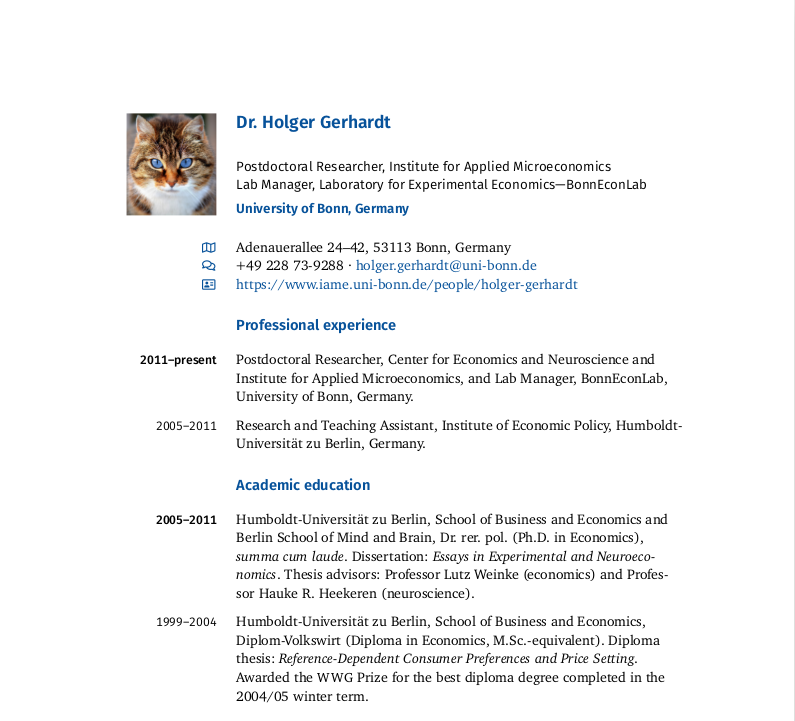 Dr. Holger Gerhardt
Postdoctoral Researcher, Institute for Applied Microeconomics
Lab Manager, Laboratory for Experimental Economics—BonnEconLab
University of Bonn, Germany
Adenauerallee 24–42, 53113 Bonn, Germany
+49 228 73-9288 · holger.gerhardt@uni-bonn.de
https://www.iame.uni-bonn.de/people/holger-gerhardt
Professional experience
2011–present Postdoctoral Researcher, Center for Economics and Neuroscience and
Institute for Applied Microeconomics, and Lab Manager, BonnEconLab,
University of Bonn, Germany.
2005–2011 Research and Teaching Assistant, Institute of Economic Policy, Humboldt-
Universität zu Berlin, Germany.
Academic education
2005–2011 Humboldt-Universität zu Berlin, School of Business and Economics and
Berlin School of Mind and Brain, Dr. rer. pol. (Ph.D. in Economics),
summa cum laude. Dissertation: Essays in Experimental and Neuroeco-
nomics. Thesis advisors: Professor Lutz Weinke (economics) and Profes-
sor Hauke R. Heekeren (neuroscience).
1999–2004 Humboldt-Universität zu Berlin, School of Business and Economics,
Diplom-Volkswirt (Diploma in Economics, M.Sc.-equivalent). Diploma
thesis: Reference-Dependent Consumer Preferences and Price Setting.
Awarded the WWG Prize for the best diploma degree completed in the
2004/05 winter term.